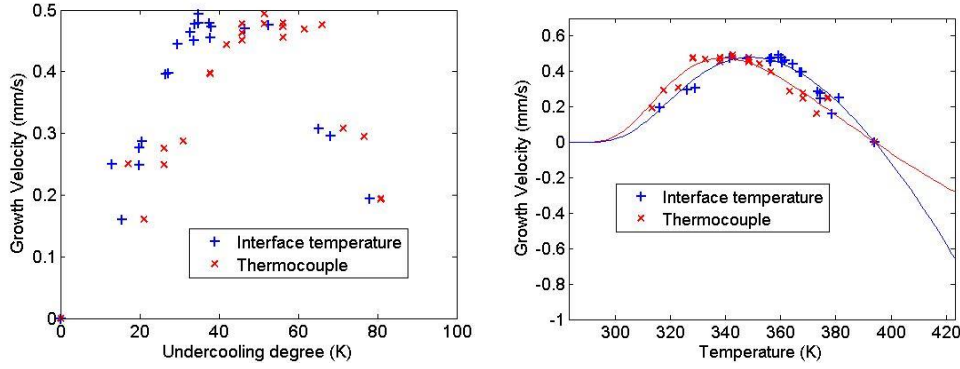 0.5
0.4
0.3
0.2
0.1
0
0 20 40 60 80 100
Growth Velocity (mm/s)
Undercooling degree (K)
Interface temperature
Thermocouple
0.6
0.4
0.2
0
-0.2
-0.4
-0.6
-0.8
-1
300 320 340 360 380 400 420
Growth Velocity (mm/s)
Temperature (K)
Interface temperature
Thermocouple